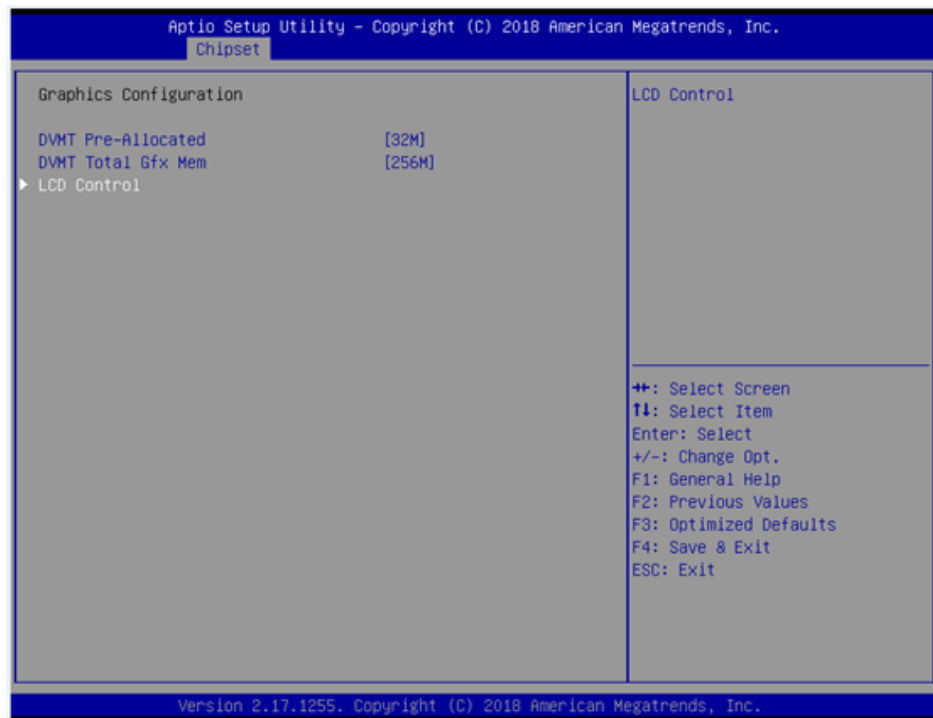 Aptio Setup Utility – Copyright (C) 2018 American Megatrends, Inc.
Chipset
Graphics Configuration
DVMT Pre-Allocated [32M]
DVMT Total Gfx Mem [256M]
▶ LCD Control
LCD Control
→←: Select Screen
↑↓: Select Item
Enter: Select
+/-: Change Opt.
F1: General Help
F2: Previous Values
F3: Optimized Defaults
F4: Save & Exit
ESC: Exit
Version 2.17.1255. Copyright (C) 2018 American Megatrends, Inc.